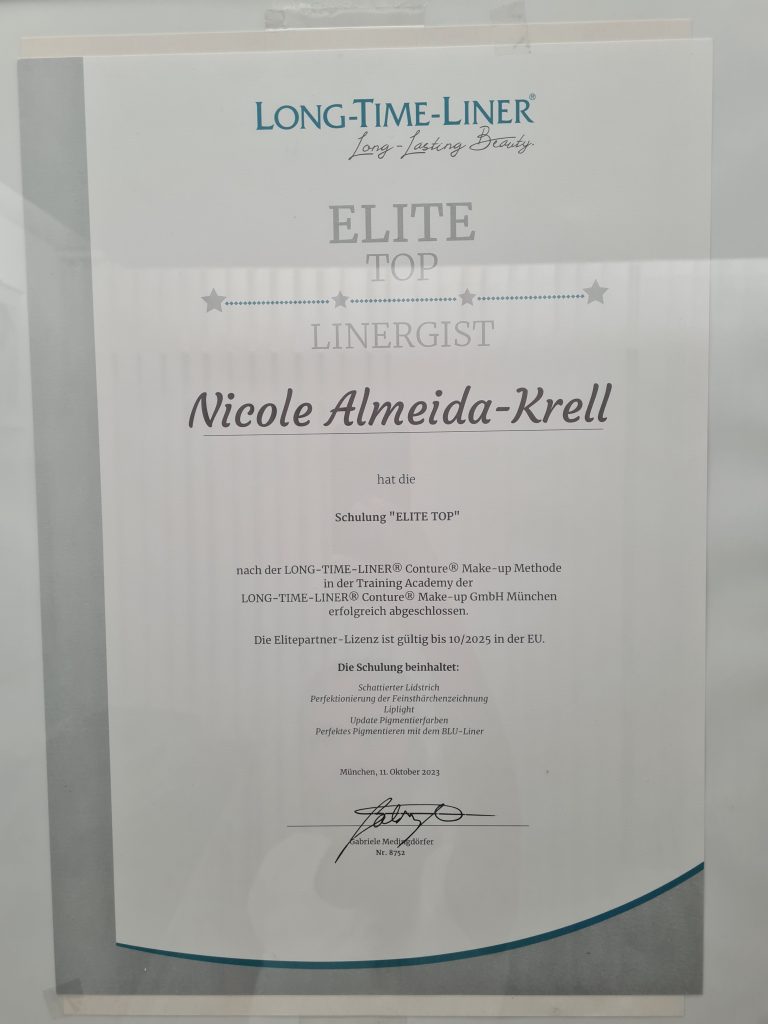 LONG-TIME-LINER®
Long-Lasting Beauty.
ELITE
TOP
LINERGIST
Nicole Almeida-Krell
hat die
Schulung "ELITE TOP"
nach der LONG-TIME-LINER® Conture® Make-up Methode
in der Training Academy der
LONG-TIME-LINER® Conture® Make-up GmbH München
erfolgreich abgeschlossen.
Die Elitepartner-Lizenz ist gültig bis 10/2025 in der EU.
Die Schulung beinhaltet:
Schattierter Lidstrich
Perfektionierung der Feinsthärchenzeichnung
Liplight
Update Pigmentierfarben
Perfektes Pigmentieren mit dem BLU-Liner
München, 11. Oktober 2023
Gabriele Medingdörfer
Nr. 8752